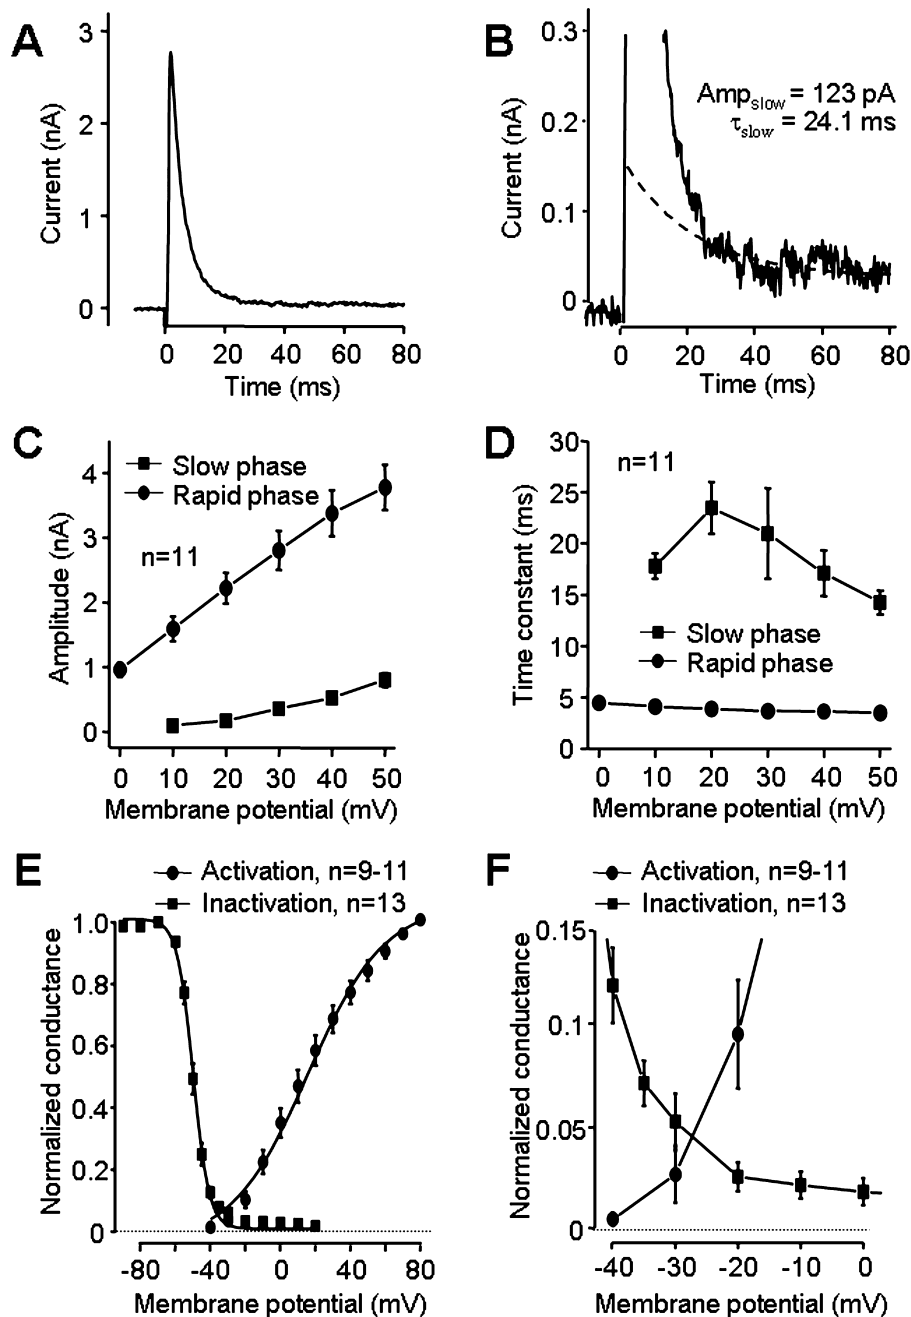 A
Current (nA)
3
2
1
0
0 20 40 60 80
Time (ms)
B
Current (nA)
0.3
0.2
0.1
0
Ampslow = 123 pA
τslow = 24.1 ms
0 20 40 60 80
Time (ms)
C
Amplitude (nA)
4
3
2
1
0
Slow phase
Rapid phase
n=11
0 10 20 30 40 50
Membrane potential (mV)
D
Time constant (ms)
30
25
20
15
10
5
0
n=11
Slow phase
Rapid phase
0 10 20 30 40 50
Membrane potential (mV)
E
Activation, n=9-11
Inactivation, n=13
Normalized conductance
1.0
0.8
0.6
0.4
0.2
0
-80 -40 0 40 80
Membrane potential (mV)
F
Activation, n=9-11
Inactivation, n=13
Normalized conductance
0.15
0.1
0.05
0
-40 -30 -20 -10 0
Membrane potential (mV)